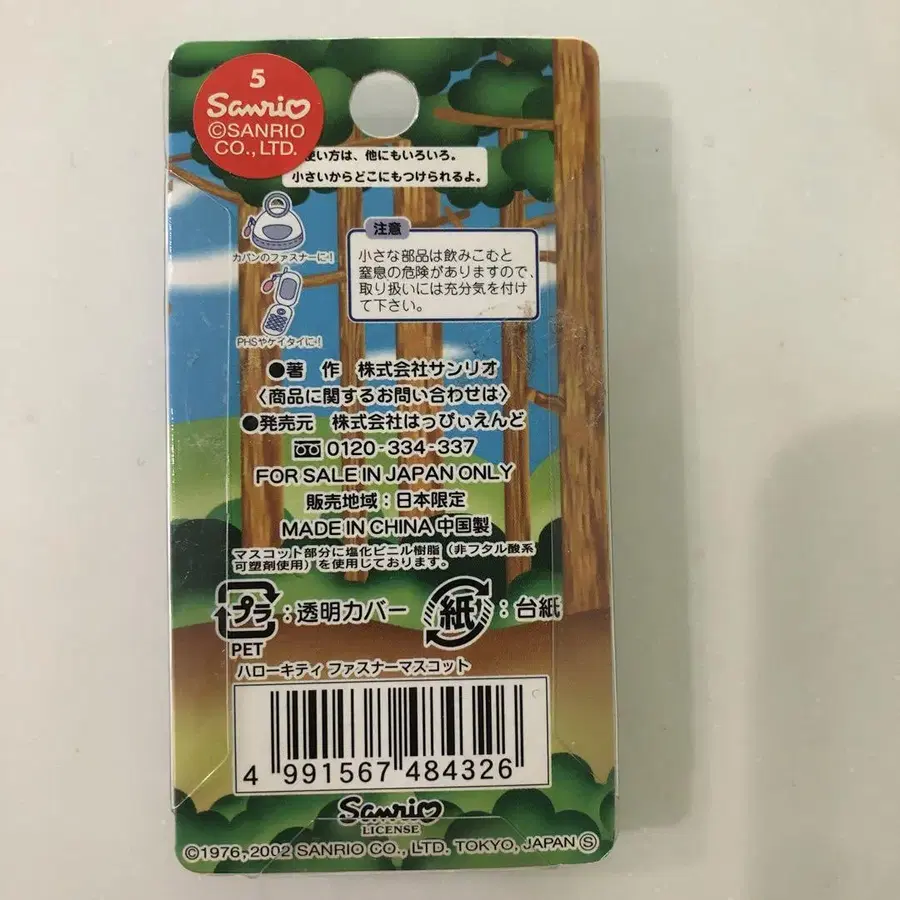 5
Sanrio
©SANRIO
CO., LTD.
使い方は、他にもいろいろ。
小さいからどこにもつけられるよ。
カバンのファスナーに!
PHSやケイタイに!
注意
小さな部品は飲みこむと
窒息の危険がありますので、
取り扱いには充分気を付け
て下さい。
●著 作 株式会社サンリオ
〈商品に関するお問い合わせは〉
●発売元 株式会社はっぴぃえんど
0120-334-337
FOR SALE IN JAPAN ONLY
販売地域:日本限定
MADE IN CHINA 中国製
マスコット部分に塩化ビニル樹脂(非フタル酸系
可塑剤使用)を使用しております。
プラ:透明カバー
紙:台紙
PET
ハローキティ ファスナーマスコット
4 991567 484326
Sanrio
LICENSE
©1976, 2002 SANRIO CO., LTD. TOKYO, JAPAN Ⓢ